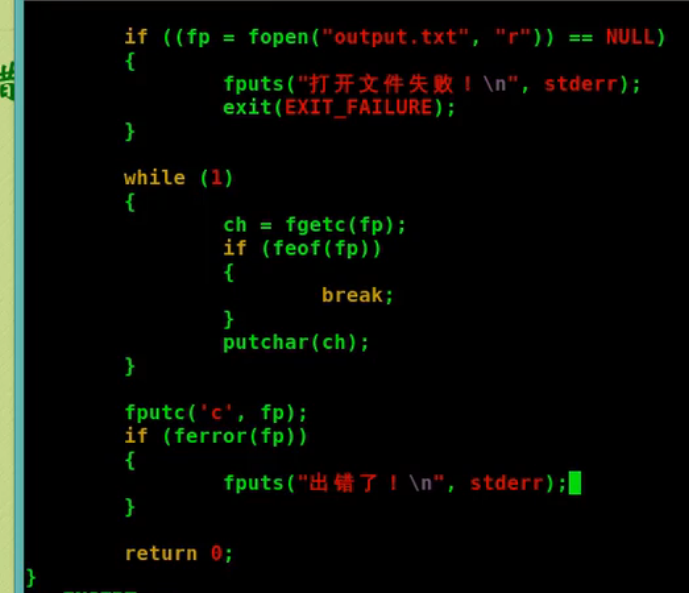 if ((fp = fopen("output.txt", "r")) == NULL)
{
fputs("打开文件失败！\n", stderr);
exit(EXIT_FAILURE);
}
while (1)
{
ch = fgetc(fp);
if (feof(fp))
{
break;
}
putchar(ch);
}
fputc('c', fp);
if (ferror(fp))
{
fputs("出错了！\n", stderr);
}
return 0;
}